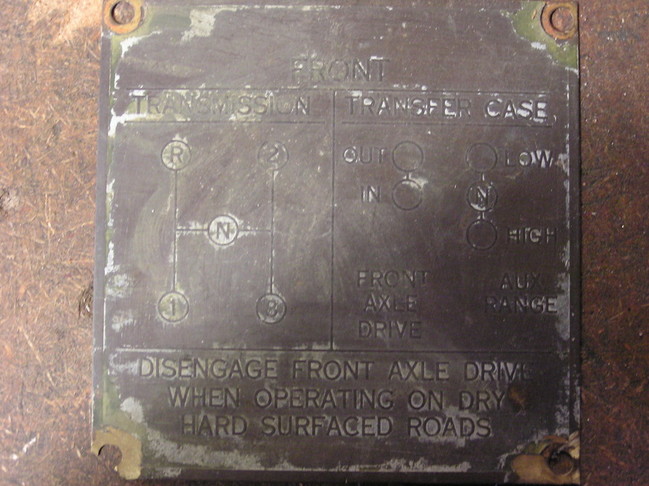 FRONT
TRANSMISSION
R 2
N
1 3
TRANSFER CASE
OUT LOW
IN N
HIGH
FRONT
AXLE
DRIVE
AUX
RANGE
DISENGAGE FRONT AXLE DRIVE
WHEN OPERATING ON DRY
HARD SURFACED ROADS